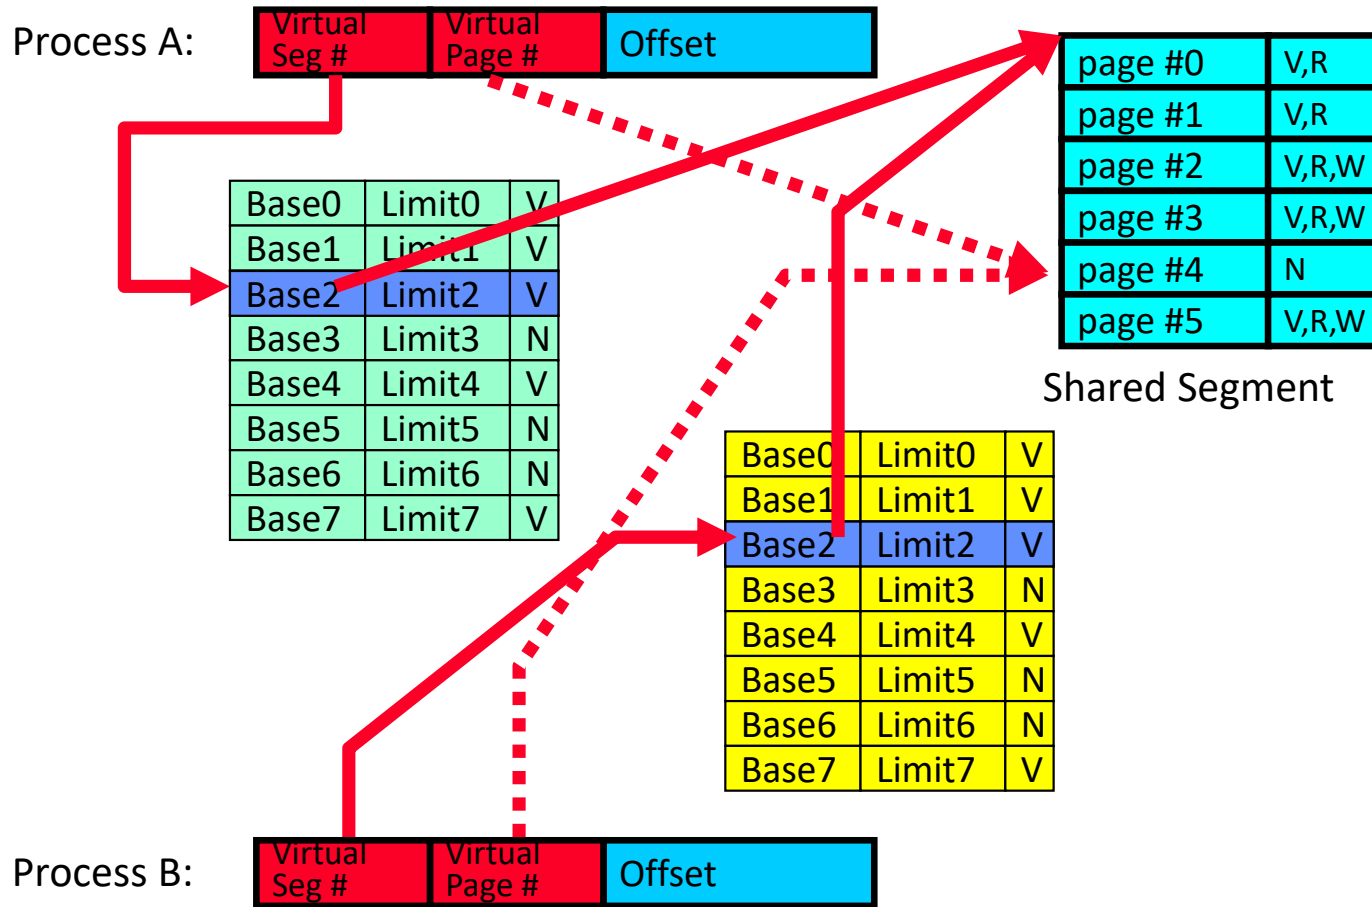 Process A:
Virtual
Seg #
Virtual
Page #
Offset
page #0 V,R
page #1 V,R
page #2 V,R,W
page #3 V,R,W
page #4 N
page #5 V,R,W
Shared Segment
Base0 Limit0 V
Base1 Limit1 V
Base2 Limit2 V
Base3 Limit3 N
Base4 Limit4 V
Base5 Limit5 N
Base6 Limit6 N
Base7 Limit7 V
Base0 Limit0 V
Base1 Limit1 V
Base2 Limit2 V
Base3 Limit3 N
Base4 Limit4 V
Base5 Limit5 N
Base6 Limit6 N
Base7 Limit7 V
Process B:
Virtual
Seg #
Virtual
Page #
Offset